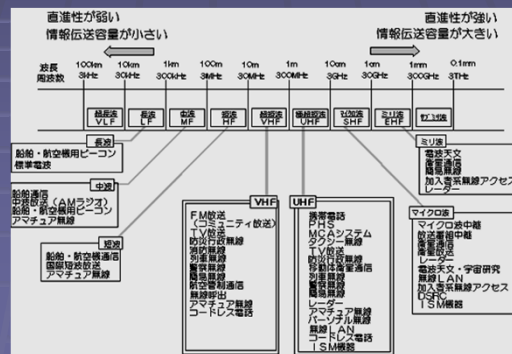 直進性が弱い
情報伝送容量が小さい
直進性が強い
情報伝送容量が大きい
波長 100km 10km 1km 100m 10m 1m 10cm 1cm 1mm 0.1mm
周波数 3kHz 30kHz 300kHz 3MHz 30MHz 300MHz 3GHz 30GHz 300GHz 3THz
超長波 長波 中波 短波 超短波 極超短波 マイクロ波 ミリ波 サブミリ波
VLF LF MF HF VHF UHF SHF EHF
長波
船舶・航空機用ビーコン
標準電波
中波
船舶通信
中波放送(AMラジオ)
船舶・航空機用ビーコン
アマチュア無線
短波
船舶・航空機通信
国際短波放送
アマチュア無線
VHF
FM放送
(コミュニティ放送)
TV放送
防災行政無線
消防無線
列車無線
警察無線
簡易無線
航空管制通信
無線呼出
アマチュア無線
コードレス電話
UHF
携帯電話
PHS
MCAシステム
タクシー無線
TV放送
防災行政無線
移動体衛星通信
列車無線
警察無線
簡易無線
レーダー
アマチュア無線
パーソナル無線
無線LAN
コードレス電話
ISM機器
ミリ波
電波天文
衛星通信
簡易無線
加入者系無線アクセス
レーダー
マイクロ波
マイクロ波中継
放送番組中継
衛星通信
衛星放送
レーダー
電波天文・宇宙研究
無線LAN
加入者系無線アクセス
DSRC
ISM機器